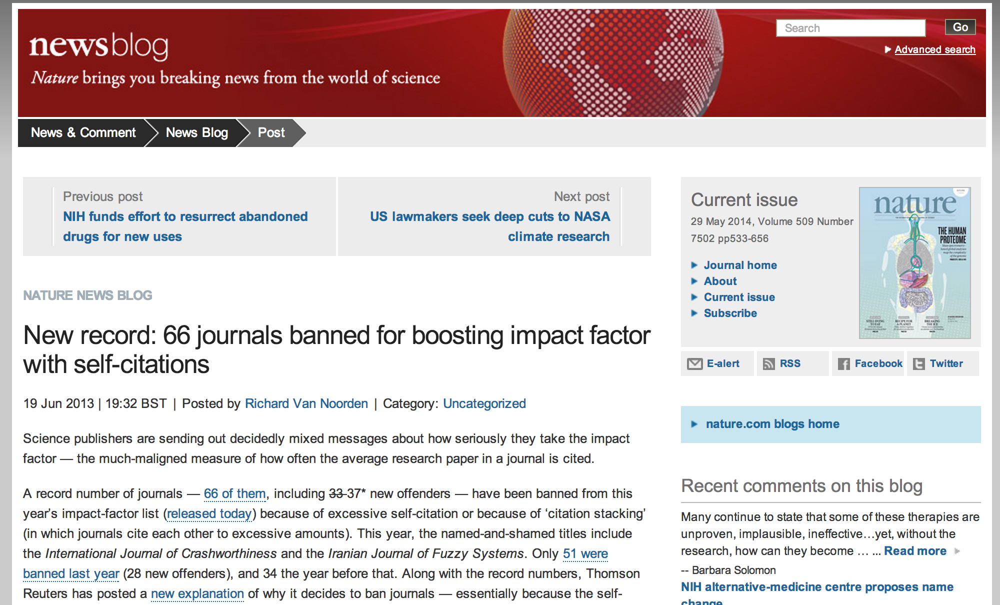 newsblog
Nature brings you breaking news from the world of science
Search
Go
Advanced search
News & Comment
News Blog
Post
Previous post
NIH funds effort to resurrect abandoned
drugs for new uses
Next post
US lawmakers seek deep cuts to NASA
climate research
NATURE NEWS BLOG
New record: 66 journals banned for boosting impact factor
with self-citations
19 Jun 2013 | 19:32 BST | Posted by Richard Van Noorden | Category: Uncategorized
Science publishers are sending out decidedly mixed messages about how seriously they take the impact
factor — the much-maligned measure of how often the average research paper in a journal is cited.
A record number of journals — 66 of them, including 33 37* new offenders — have been banned from this
year’s impact-factor list (released today) because of excessive self-citation or because of ‘citation stacking’
(in which journals cite each other to excessive amounts). This year, the named-and-shamed titles include
the International Journal of Crashworthiness and the Iranian Journal of Fuzzy Systems. Only 51 were
banned last year (28 new offenders), and 34 the year before that. Along with the record numbers, Thomson
Reuters has posted a new explanation of why it decides to ban journals — essentially because the self-
Current issue
29 May 2014, Volume 509 Number
7502 pp533-656
Journal home
About
Current issue
Subscribe
nature
THE HUMAN
PROTEOME
E-alert
RSS
Facebook
Twitter
nature.com blogs home
Recent comments on this blog
Many continue to state that some of these therapies are
unproven, implausible, ineffective…yet, without the
research, how can they become … ... Read more
-- Barbara Solomon
NIH alternative-medicine centre proposes name
change